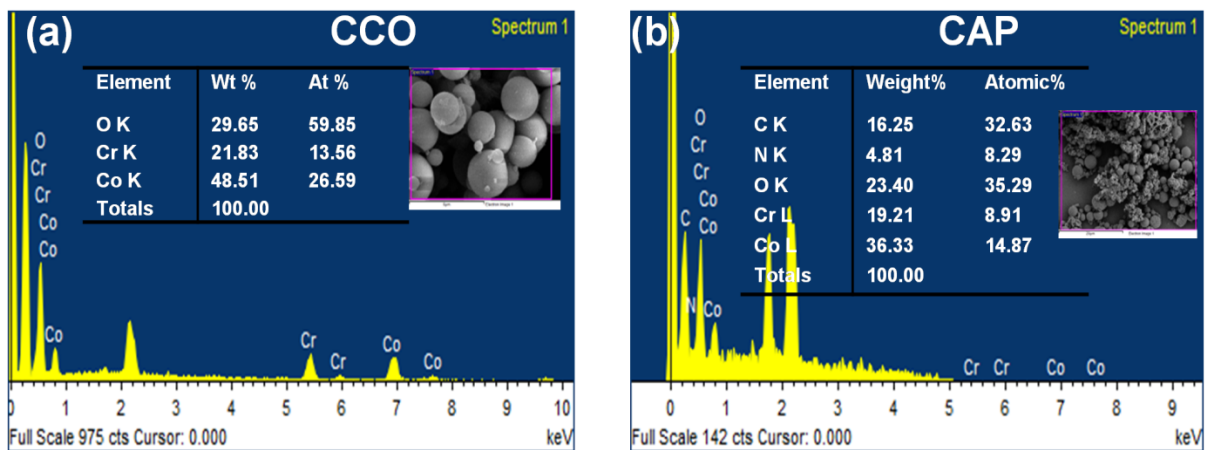 (a) CCO Spectrum 1
Element Wt % At %
O K 29.65 59.85
Cr K 21.83 13.56
Co K 48.51 26.59
Totals 100.00
Spectrum 1
O
Cr
Cr
Co
Co
Co
Cr
Cr
Co
Co
0 1 2 3 4 5 6 7 8 9 10
Full Scale 975 cts Cursor: 0.000 keV
(b) CAP Spectrum 1
Element Weight% Atomic%
C K 16.25 32.63
N K 4.81 8.29
O K 23.40 35.29
Cr L 19.21 8.91
Co L 36.33 14.87
Totals 100.00
O
Cr
Cr
Co
Co
C
N
Co
Cr
Cr
Co
Co
0 1 2 3 4 5 6 7 8 9
Full Scale 142 cts Cursor: 0.000 keV